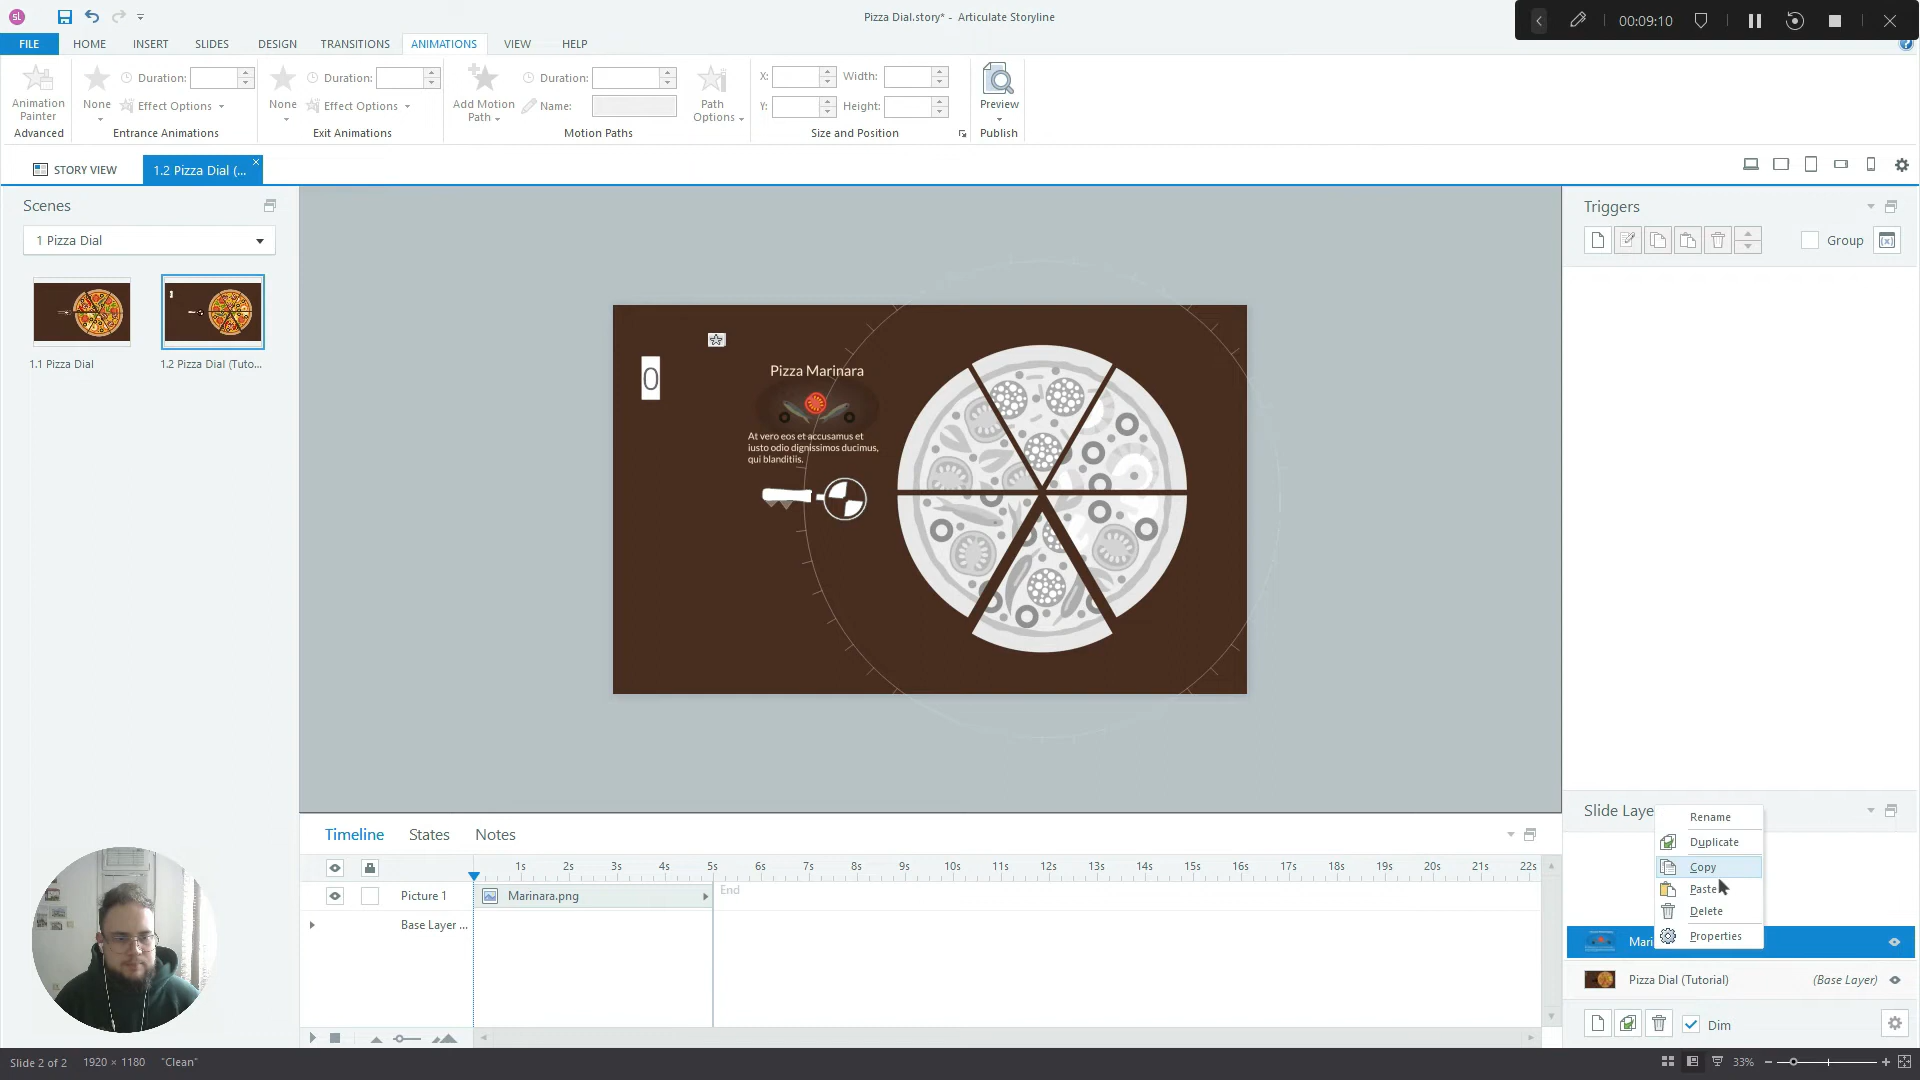 sl
Pizza Dial.story* - Articulate Storyline
00:09:10
FILE
HOME
INSERT
SLIDES
DESIGN
TRANSITIONS
ANIMATIONS
VIEW
HELP
?
Animation
Painter
Advanced
None
Duration:
Effect Options
Entrance Animations
None
Duration:
Effect Options
Exit Animations
Add Motion
Path
Duration:
Name:
Path
Options
Motion Paths
X:
Width:
Y:
Height:
Size and Position
Preview
Publish
STORY VIEW
1.2 Pizza Dial (...
Scenes
1 Pizza Dial
1.1 Pizza Dial
1.2 Pizza Dial (Tuto...
0
Pizza Marinara
At vero eos et accusamus et
iusto odio dignissimos ducimus,
qui blanditiis.
Triggers
Group
(x)
Slide Laye
Rename
Duplicate
Copy
Paste
Delete
Properties
Mari
Pizza Dial (Tutorial)
(Base Layer)
Dim
Timeline
States
Notes
1s 2s 3s 4s 5s 6s 7s 8s 9s 10s 11s 12s 13s 14s 15s 16s 17s 18s 19s 20s 21s 22s
Picture 1
Marinara.png
End
Base Layer ...
Slide 2 of 2
1920 × 1180
"Clean"
33%